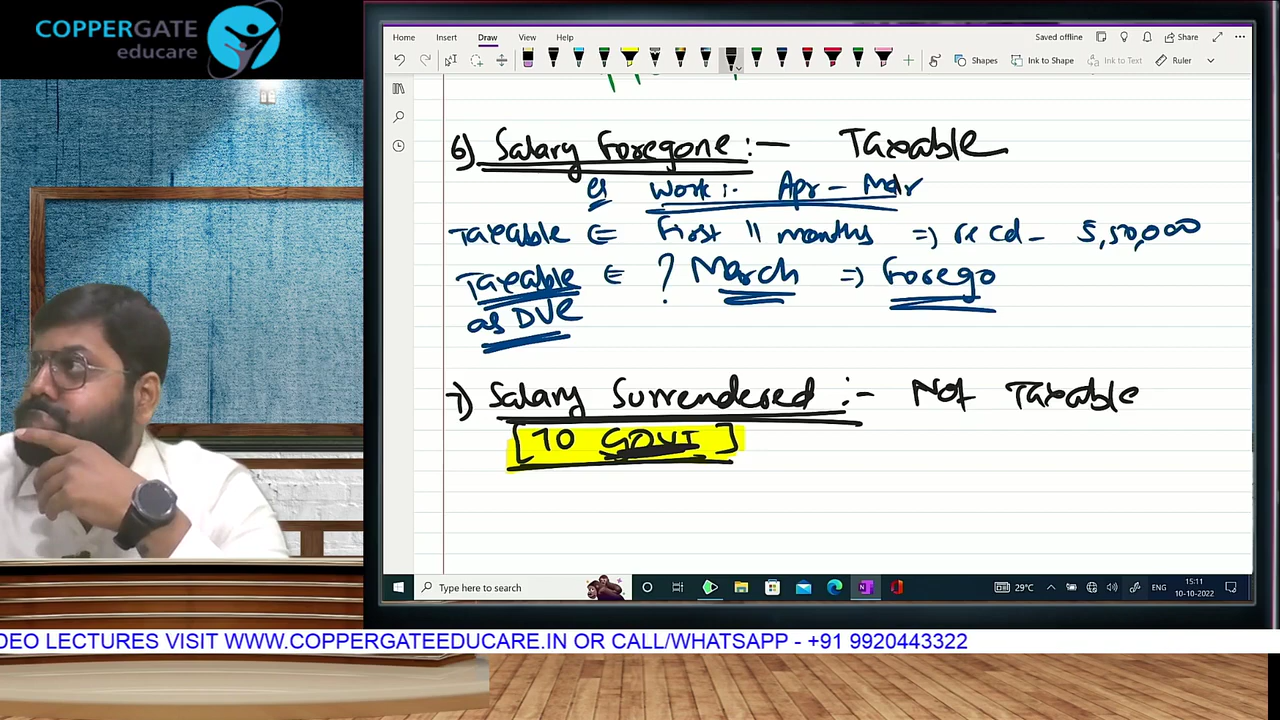 COPPERGATE
educare
Home Insert Draw View Help
Saved offline
Share
Shapes
Ink to Shape
Ink to Text
Ruler
6) Salary Foregone :- Taxable
eg Work :- Apr - Mar
Taxable ⇐ First 11 months => recd - 5,50,000
Taxable ⇐ ? March => Forego
as DVE
7) Salary Surrendered :- Not Taxable
[TO GOVT]
Type here to search
29°C
ENG
15:11
10-10-2022
DEO LECTURES VISIT WWW.COPPERGATEEDUCARE.IN OR CALL/WHATSAPP - +91 9920443322